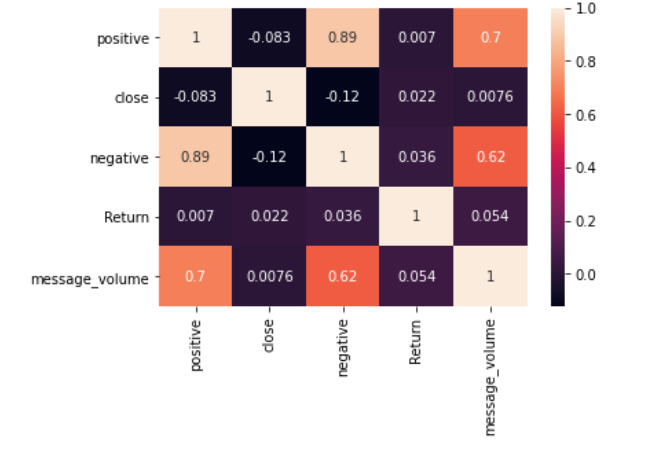 positive 1 -0.083 0.89 0.007 0.7
close -0.083 1 -0.12 0.022 0.0076
negative 0.89 -0.12 1 0.036 0.62
Return 0.007 0.022 0.036 1 0.054
message_volume 0.7 0.0076 0.62 0.054 1
positive close negative Return message_volume
1.0
0.8
0.6
0.4
0.2
0.0